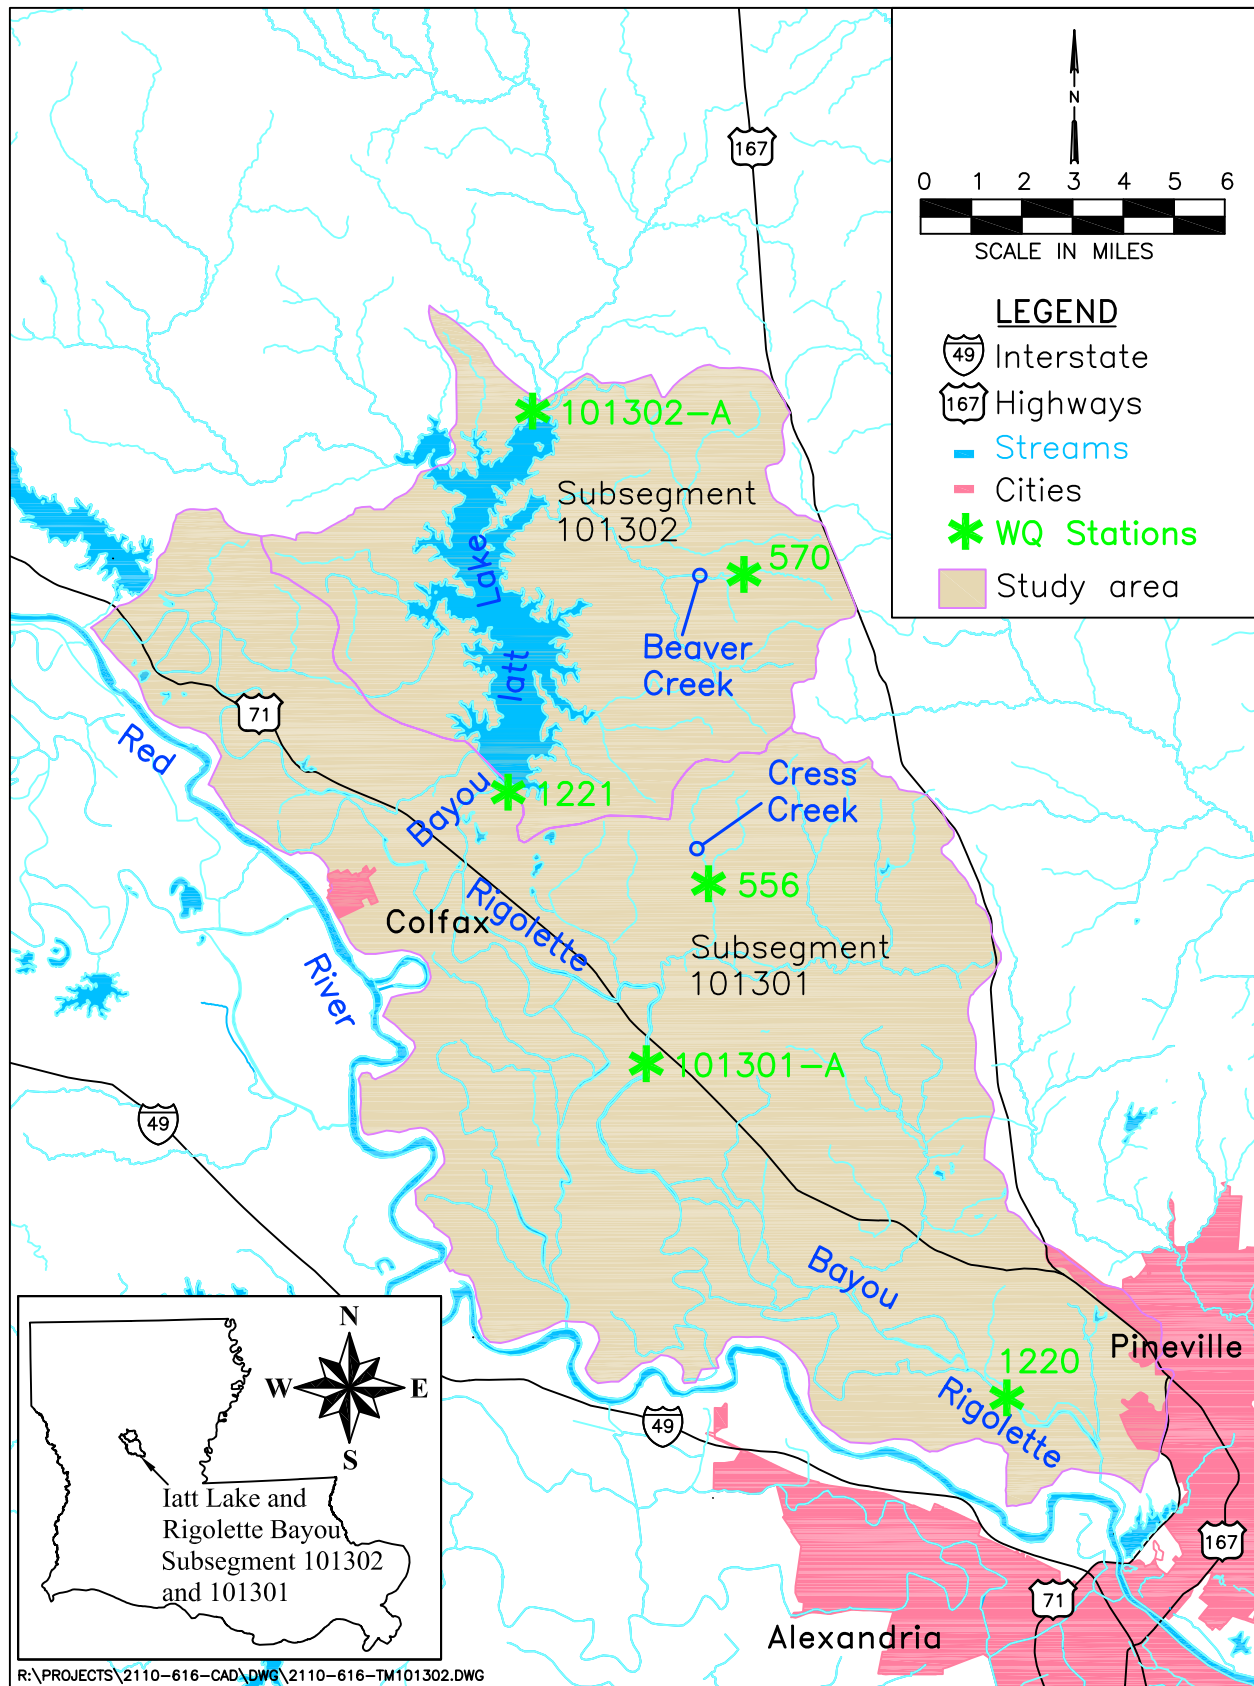 N
0 1 2 3 4 5 6
SCALE IN MILES
LEGEND
49 Interstate
167 Highways
Streams
Cities
WQ Stations
Study area
167
101302-A
Subsegment
101302
570
Lake
Iatt
Beaver
Creek
71
Red
River
1221
Bayou
Rigolette
Cress
Creek
556
Colfax
Subsegment
101301
101301-A
49
Bayou
Rigolette
1220
Pineville
49
167
71
Alexandria
N
W E
S
Iatt Lake and
Rigolette Bayou
Subsegment 101302
and 101301
R:\PROJECTS\2110-616-CAD\DWG\2110-616-TM101302.DWG